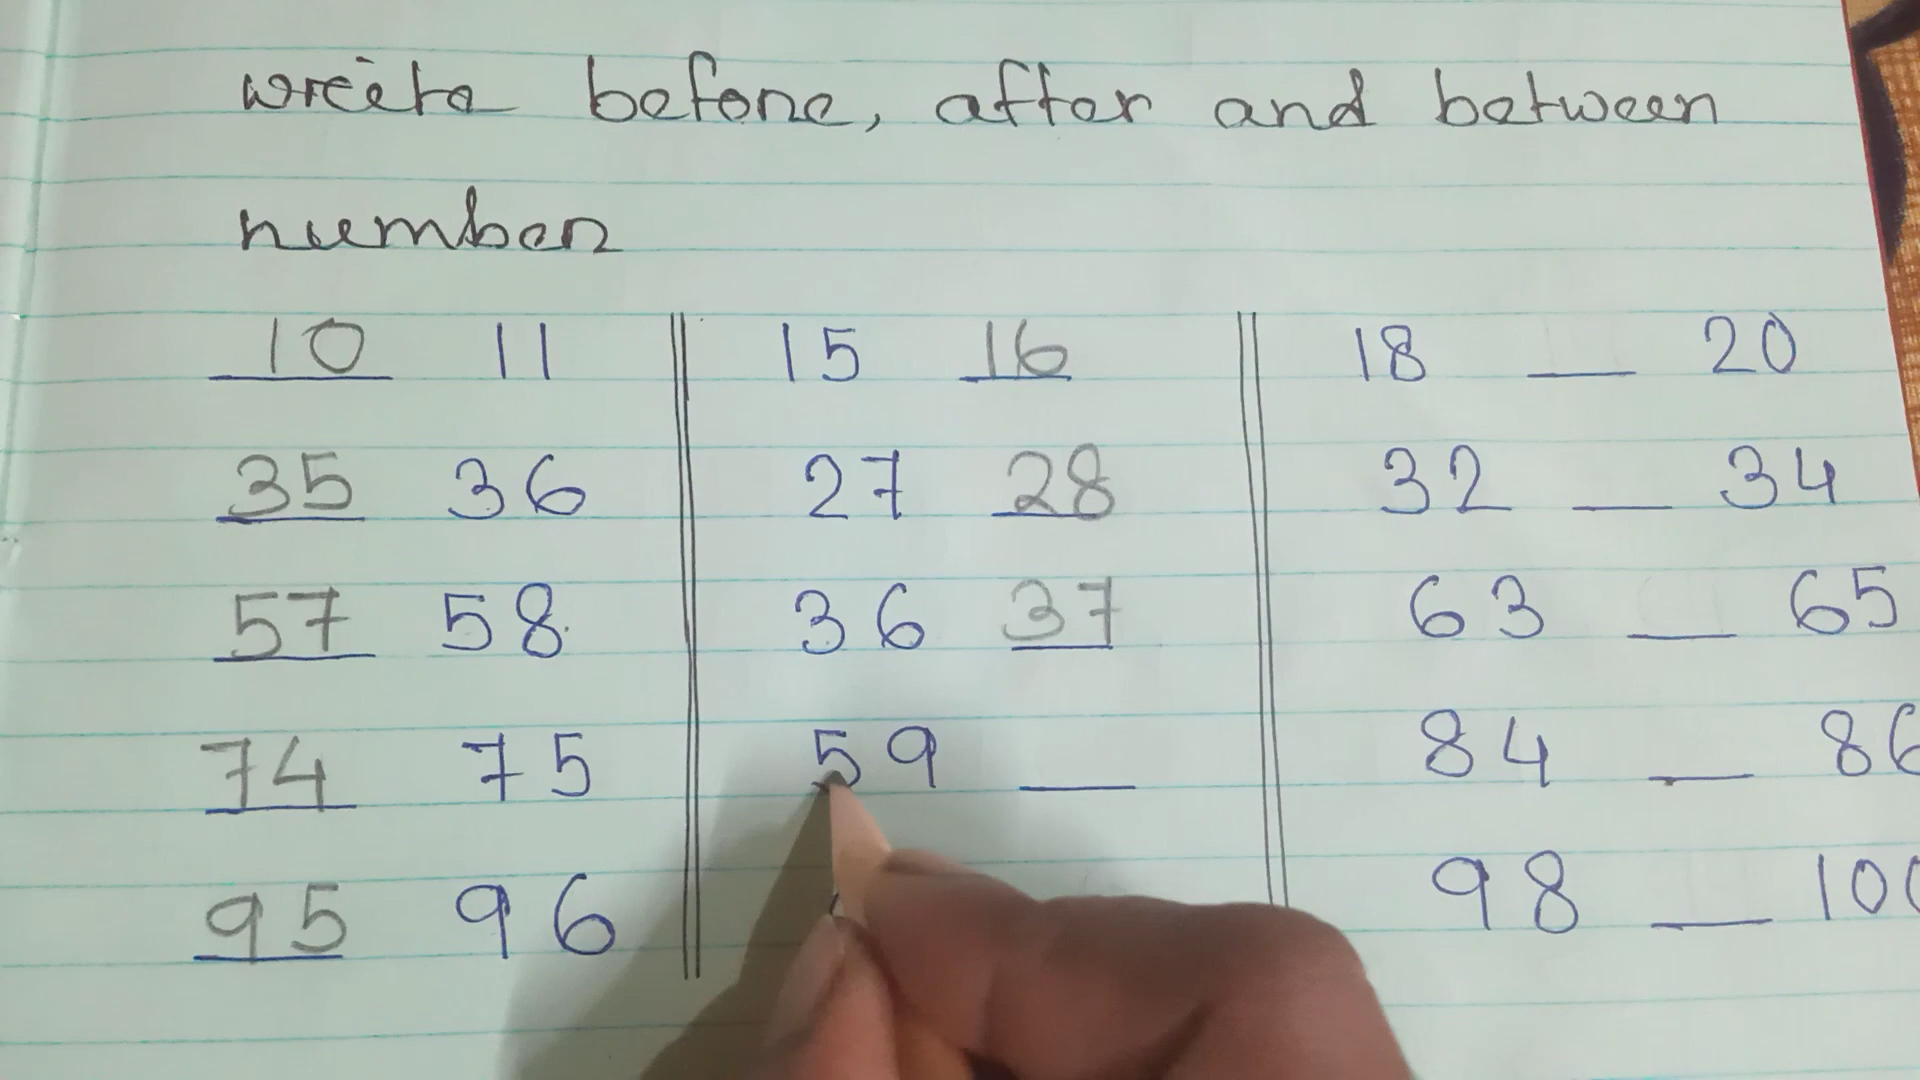 write before, after and between
number
10 11 15 16 18 __ 20
35 36 27 28 32 __ 34
57 58 36 37 63 __ 65
74 75 59 __ 84 __ 86
95 96 98 __ 100